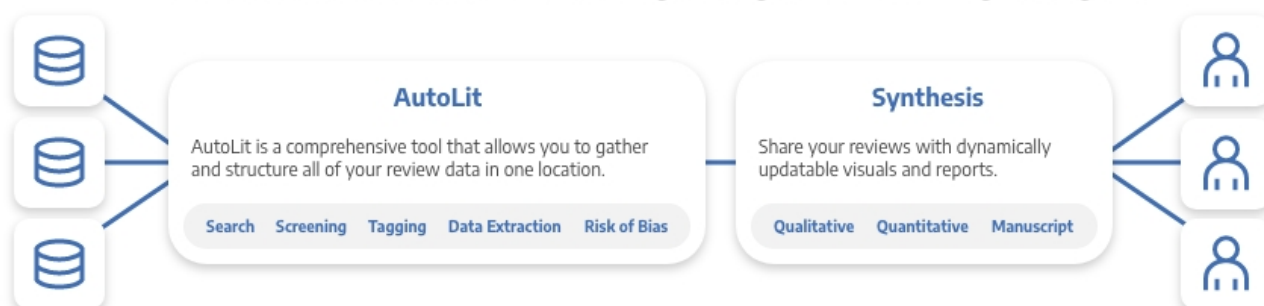 AutoLit
AutoLit is a comprehensive tool that allows you to gather
and structure all of your review data in one location.
Search Screening Tagging Data Extraction Risk of Bias
Synthesis
Share your reviews with dynamically
updatable visuals and reports.
Qualitative Quantitative Manuscript